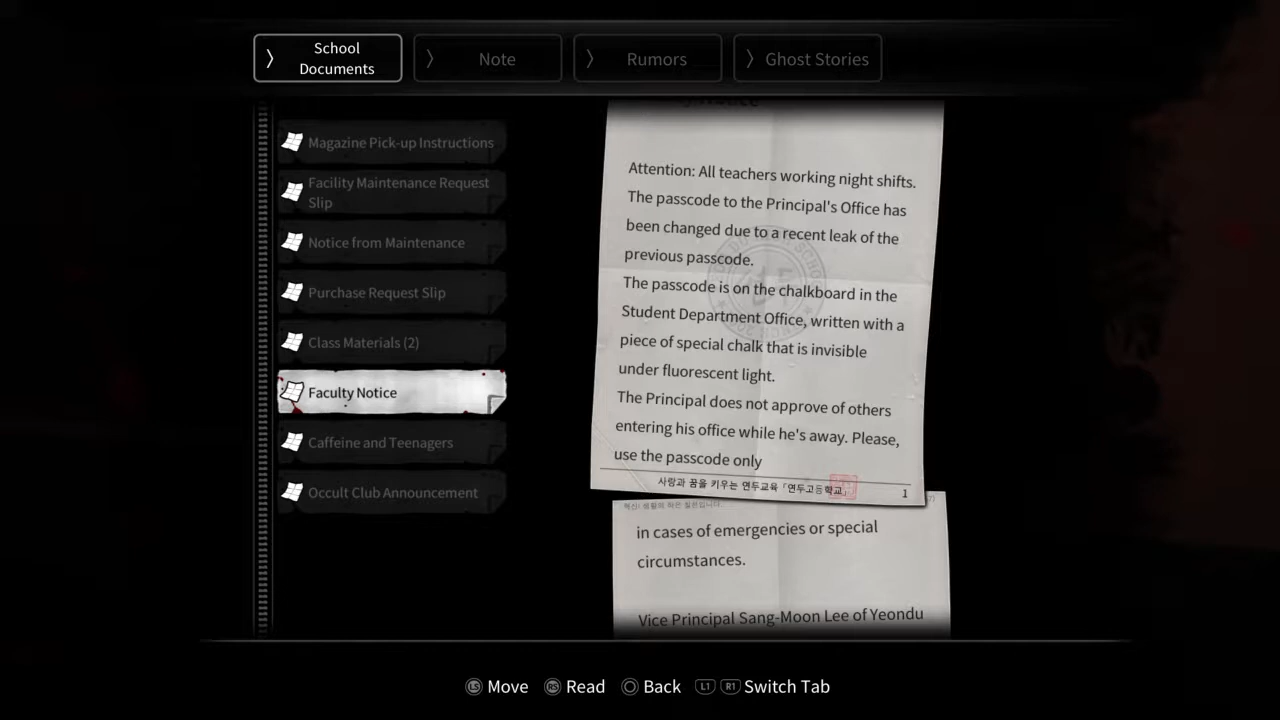 School
Documents
Note
Rumors
Ghost Stories
Magazine Pick-up Instructions
Facility Maintenance Request
Slip
Notice from Maintenance
Purchase Request Slip
Class Materials (2)
Faculty Notice
Caffeine and Teenagers
Occult Club Announcement
Attention: All teachers working night shifts.
The passcode to the Principal's Office has
been changed due to a recent leak of the
previous passcode.
The passcode is on the chalkboard in the
Student Department Office, written with a
piece of special chalk that is invisible
under fluorescent light.
The Principal does not approve of others
entering his office while he's away. Please,
use the passcode only
사랑과 꿈을 키우는 연두교육 「연두고등학교」
1
in cases of emergencies or special
circumstances.
Vice Principal Sang-Moon Lee of Yeondu
LS Move
RS Read
Back
L1 R1 Switch Tab